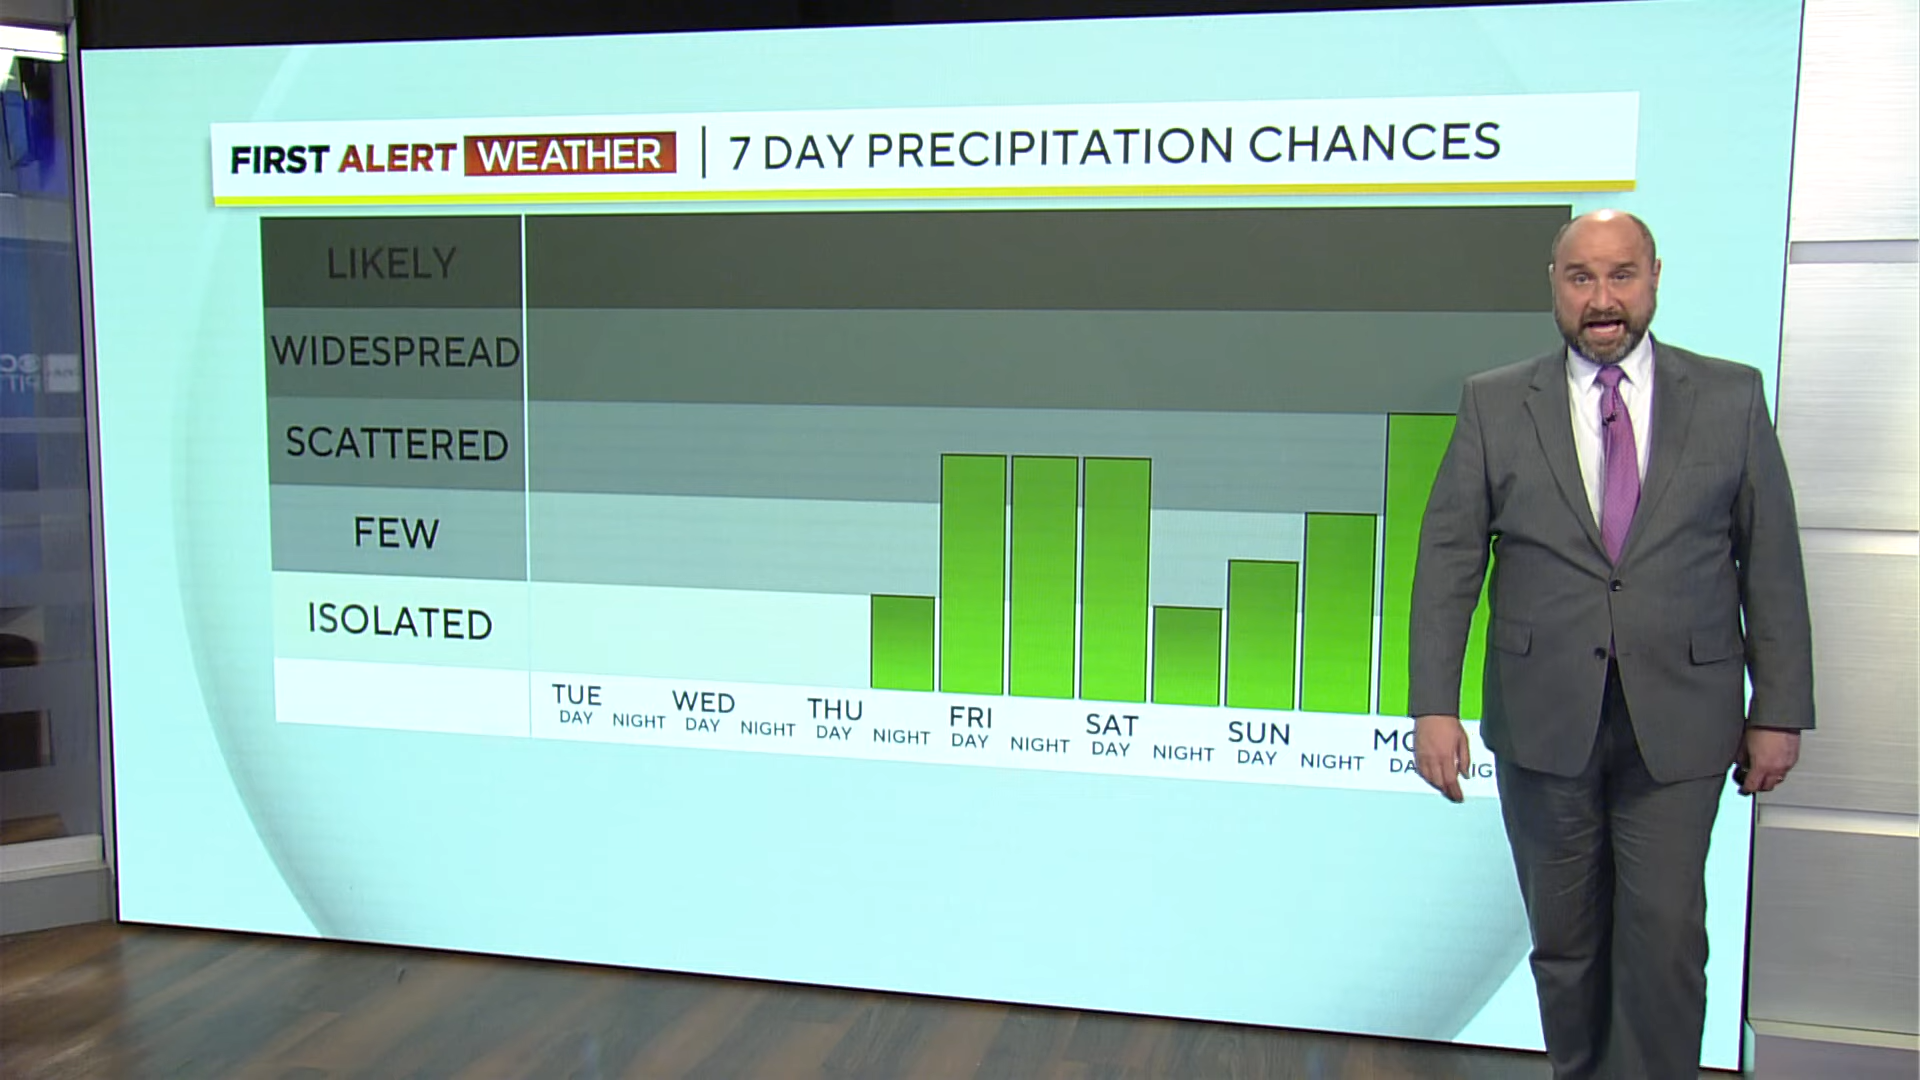 FIRST ALERT WEATHER | 7 DAY PRECIPITATION CHANCES
LIKELY
WIDESPREAD
SCATTERED
FEW
ISOLATED
TUE WED THU FRI SAT SUN
DAY NIGHT DAY NIGHT DAY NIGHT DAY NIGHT DAY NIGHT DAY NIGHT